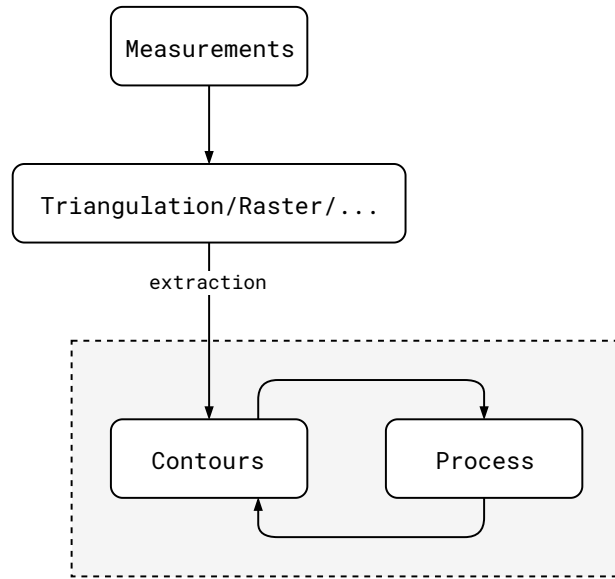 Measurements
Triangulation/Raster/...
extraction
Contours
Process